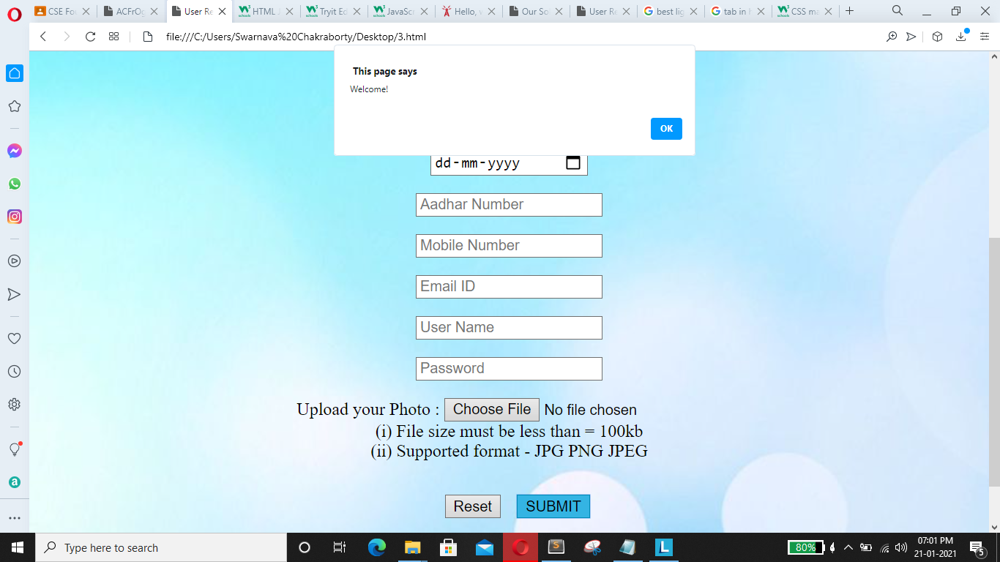 CSE Fo
ACFrO
User Re
HTML J
Tryit Ed
JavaScr
Hello, v
Our So
User Re
best lig
tab in
CSS ma
file:///C:/Users/Swarnava%20Chakraborty/Desktop/3.html
This page says
Welcome!
OK
dd-mm-yyyy
Aadhar Number
Mobile Number
Email ID
User Name
Password
Upload your Photo : Choose File No file chosen
(i) File size must be less than = 100kb
(ii) Supported format - JPG PNG JPEG
Reset SUBMIT
Type here to search
80%
07:01 PM
21-01-2021
5